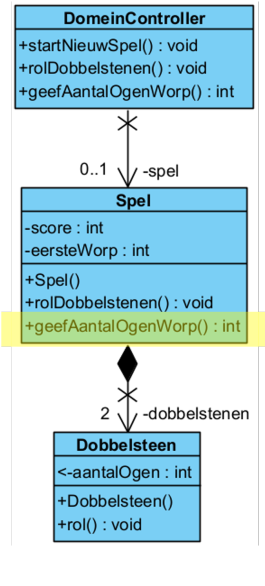 DomeinController
+startNieuwSpel() : void
+rolDobbelstenen() : void
+geefAantalOgenWorp() : int
0..1 -spel
Spel
-score : int
-eersteWorp : int
+Spel()
+rolDobbelstenen() : void
+geefAantalOgenWorp() : int
2 -dobbelstenen
Dobbelsteen
<-aantalOgen : int
+Dobbelsteen()
+rol() : void